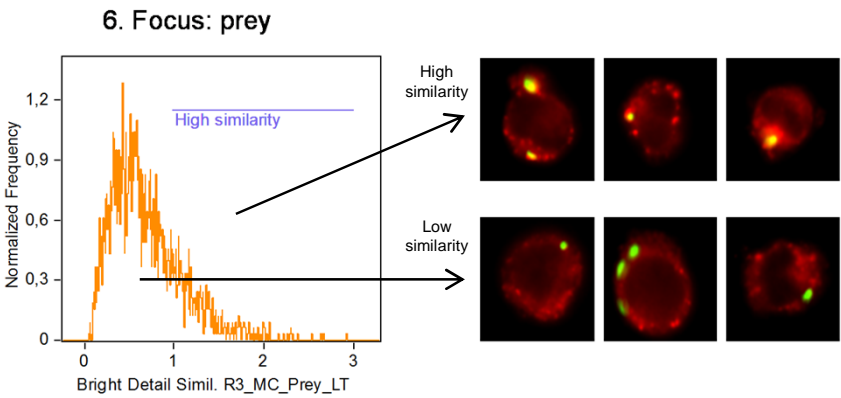 6. Focus: prey
High
similarity
1,2
High similarity
0,9
0,6
Low
similarity
0,3
0
Normalized Frequency
0 1 2 3
Bright Detail Simil. R3_MC_Prey_LT